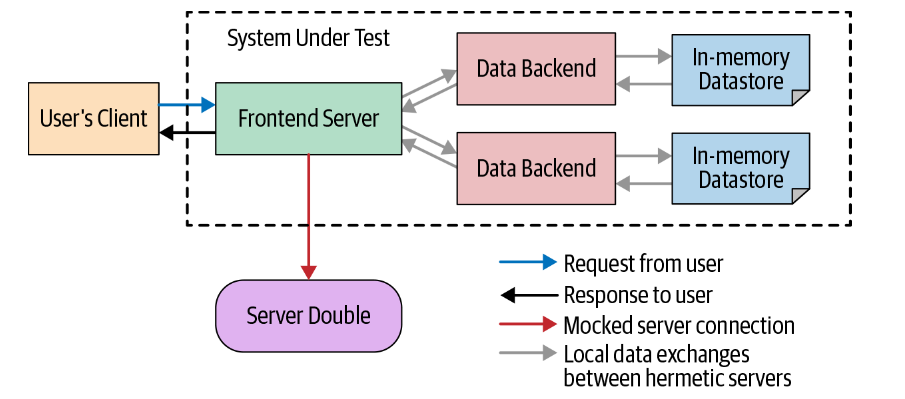 System Under Test
User's Client
Frontend Server
Data Backend
In-memory
Datastore
Data Backend
In-memory
Datastore
Server Double
Request from user
Response to user
Mocked server connection
Local data exchanges
between hermetic servers